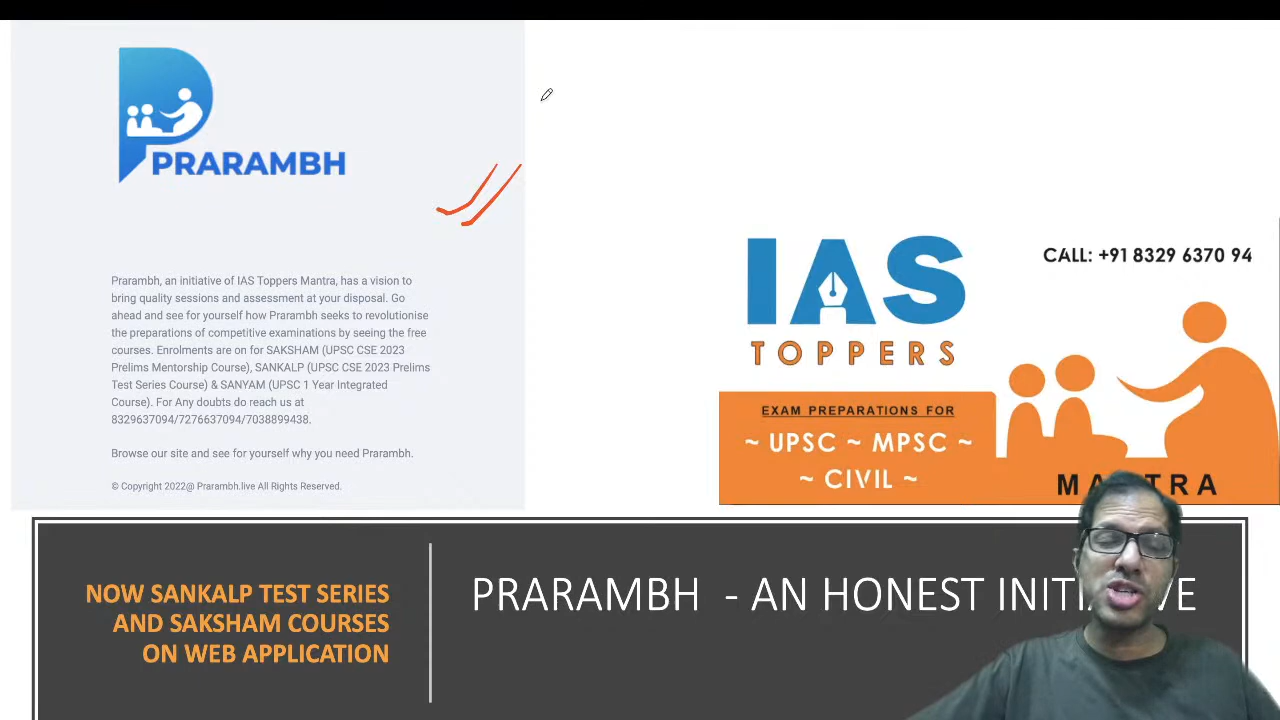 PRARAMBH
Prarambh, an initiative of IAS Toppers Mantra, has a vision to
bring quality sessions and assessment at your disposal. Go
ahead and see for yourself how Prarambh seeks to revolutionise
the preparations of competitive examinations by seeing the free
courses. Enrolments are on for SAKSHAM (UPSC CSE 2023
Prelims Mentorship Course), SANKALP (UPSC CSE 2023 Prelims
Test Series Course) & SANYAM (UPSC 1 Year Integrated
Course). For Any doubts do reach us at
8329637094/7276637094/7038899438.
Browse our site and see for yourself why you need Prarambh.
© Copyright 2022@ Prarambh.live All Rights Reserved.
CALL: +91 8329 6370 94
IAS
TOPPERS
EXAM PREPARATIONS FOR
~ UPSC ~ MPSC ~
~ CIVIL ~
MANTRA
NOW SANKALP TEST SERIES
AND SAKSHAM COURSES
ON WEB APPLICATION
PRARAMBH - AN HONEST INITIATIVE